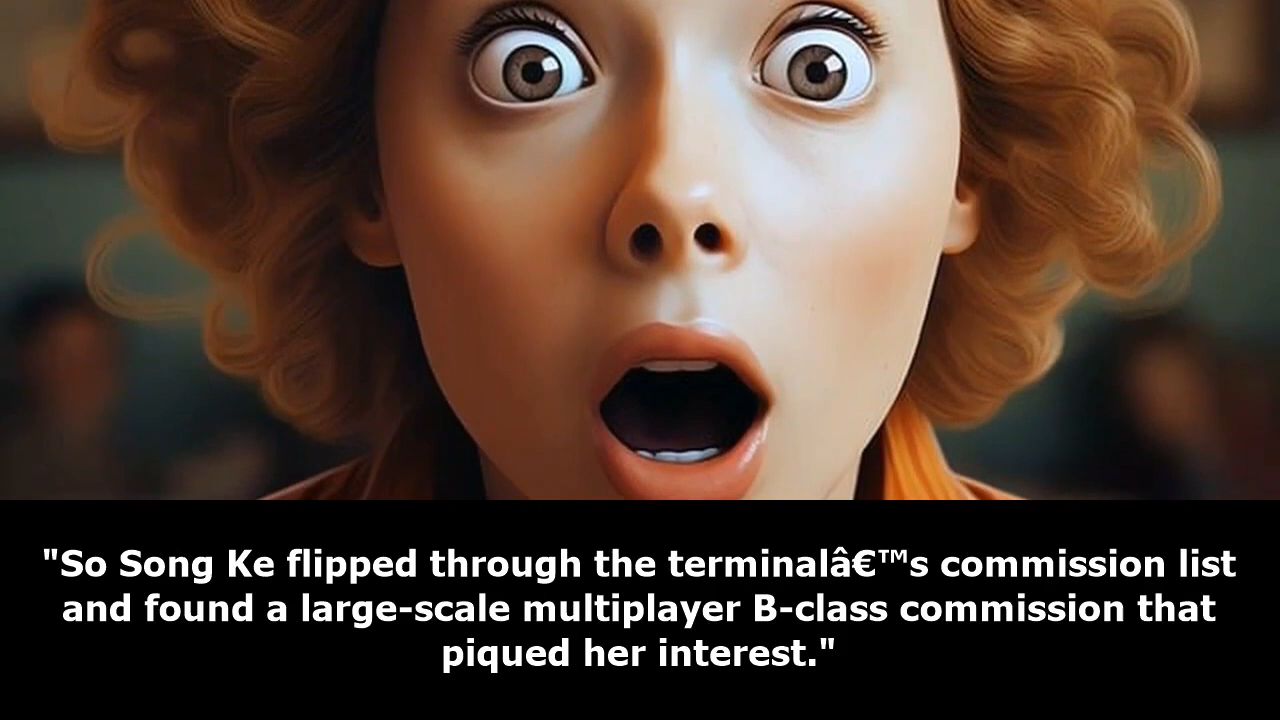 "So Song Ke flipped through the terminalâ€™s commission list
and found a large-scale multiplayer B-class commission that
piqued her interest."